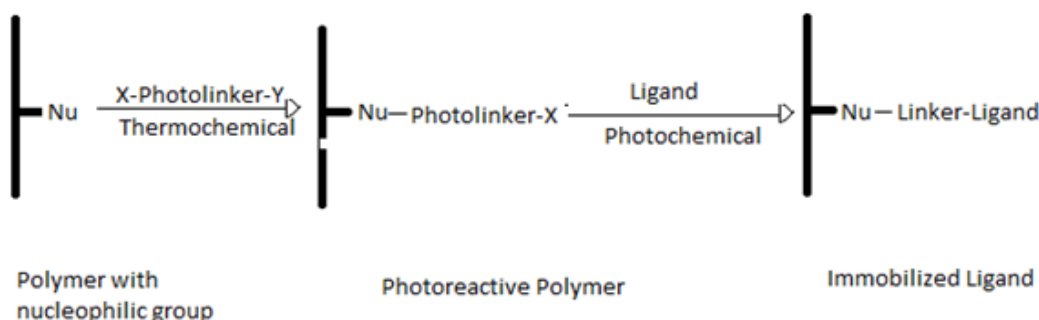 Nu
X-Photolinker-Y
Thermochemical
Nu—Photolinker-X
Ligand
Photochemical
Nu—Linker-Ligand
Polymer with
nucleophilic group
Photoreactive Polymer
Immobilized Ligand